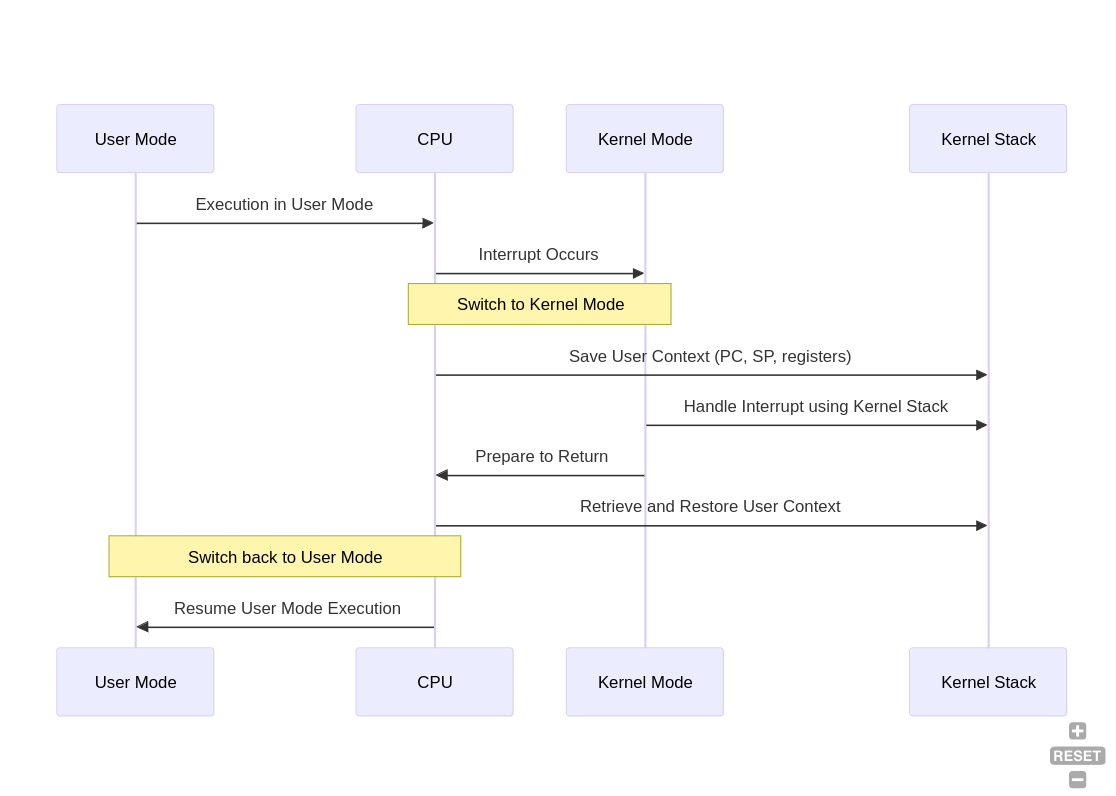 User Mode
CPU
Kernel Mode
Kernel Stack
Execution in User Mode
Interrupt Occurs
Switch to Kernel Mode
Save User Context (PC, SP, registers)
Handle Interrupt using Kernel Stack
Prepare to Return
Retrieve and Restore User Context
Switch back to User Mode
Resume User Mode Execution
User Mode
CPU
Kernel Mode
Kernel Stack
+
RESET
−